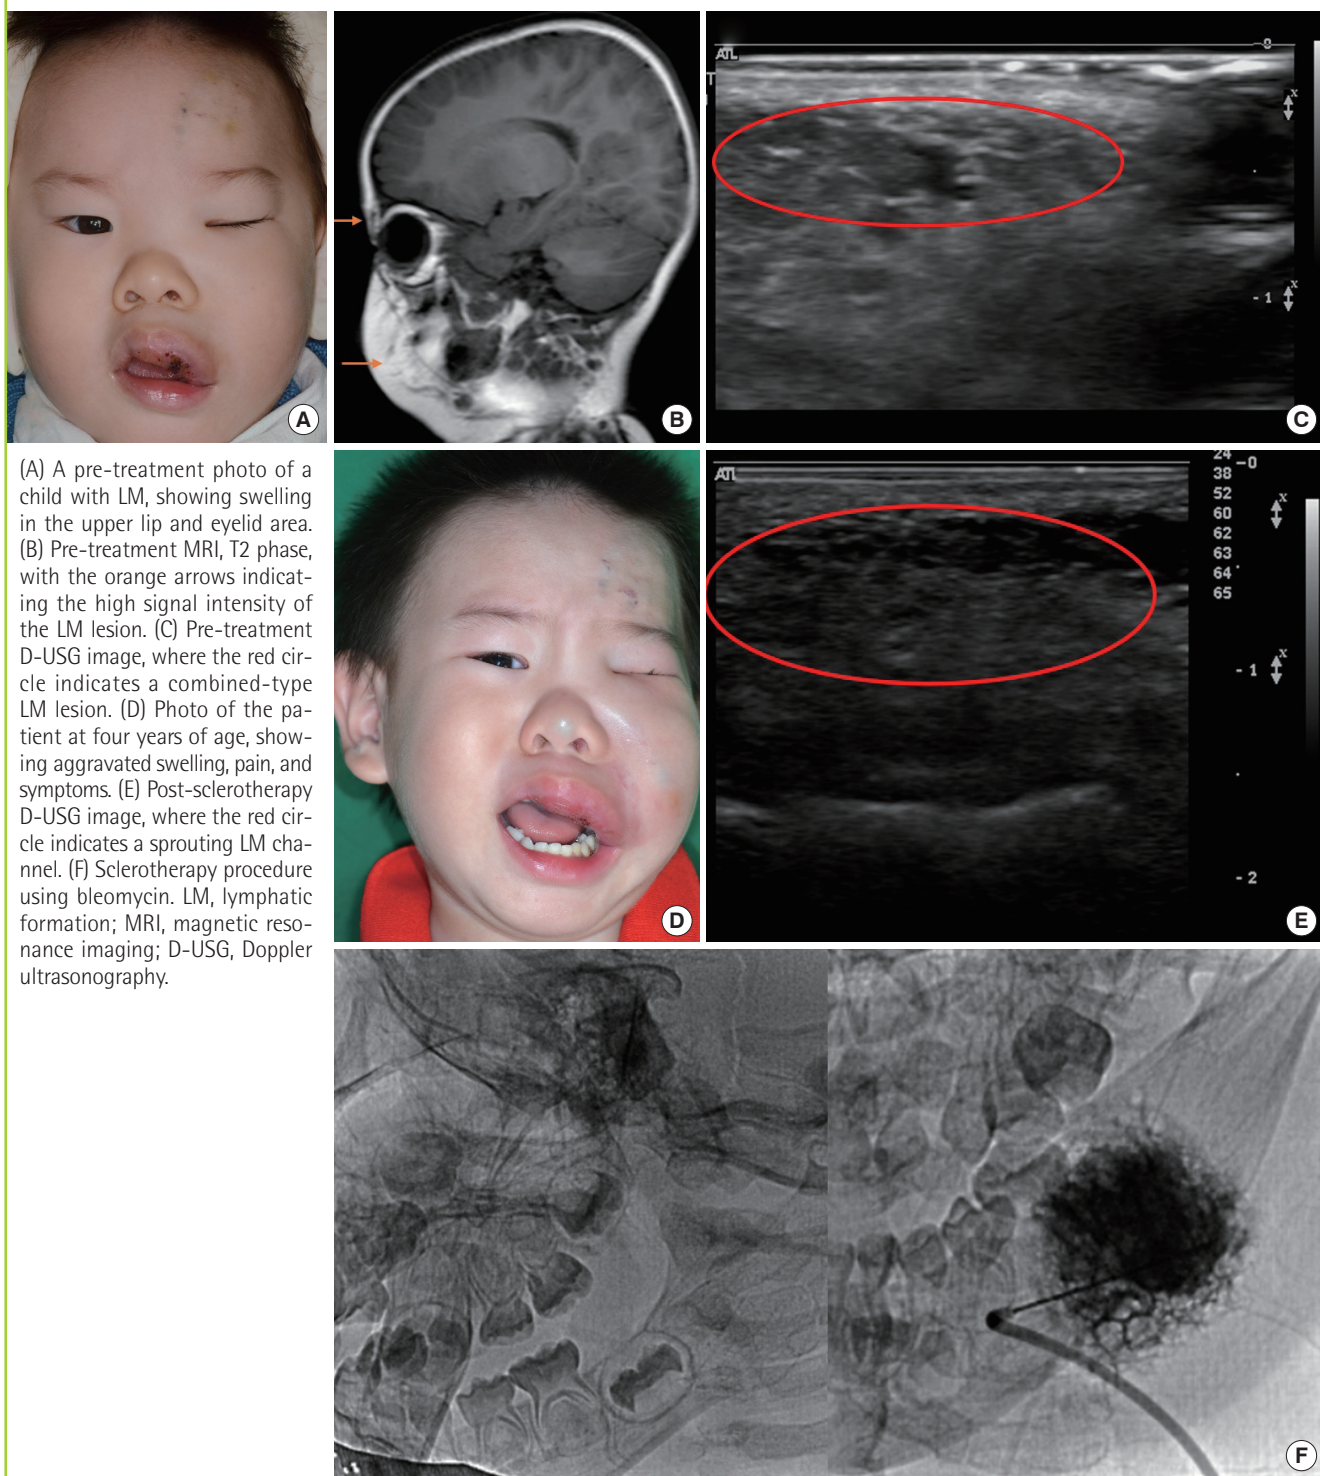 A
B
ATL
T
0
x
- 1
x
C
(A) A pre-treatment photo of a
child with LM, showing swelling
in the upper lip and eyelid area.
(B) Pre-treatment MRI, T2 phase,
with the orange arrows indicat-
ing the high signal intensity of
the LM lesion. (C) Pre-treatment
D-USG image, where the red cir-
cle indicates a combined-type
LM lesion. (D) Photo of the pa-
tient at four years of age, show-
ing aggravated swelling, pain, and
symptoms. (E) Post-sclerotherapy
D-USG image, where the red cir-
cle indicates a sprouting LM cha-
nnel. (F) Sclerotherapy procedure
using bleomycin. LM, lymphatic
formation; MRI, magnetic reso-
nance imaging; D-USG, Doppler
ultrasonography.
D
ATL
24
-0
38
52
x
60
62
63
64
65
x
- 1
- 2
E
F